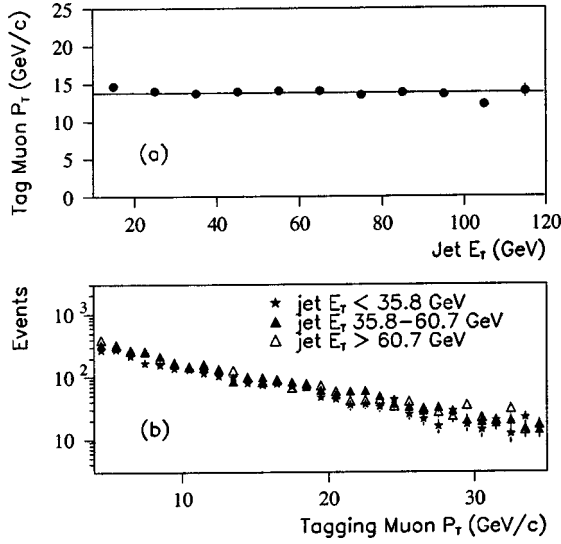 Tag Muon P_T (GeV/c)
25
20
15
10
5
0
(a)
20 40 60 80 100 120
Jet E_T (GeV)
Events
10^3
10^2
10
★ jet E_T < 35.8 GeV
▲ jet E_T 35.8–60.7 GeV
△ jet E_T > 60.7 GeV
(b)
10 20 30
Tagging Muon P_T (GeV/c)